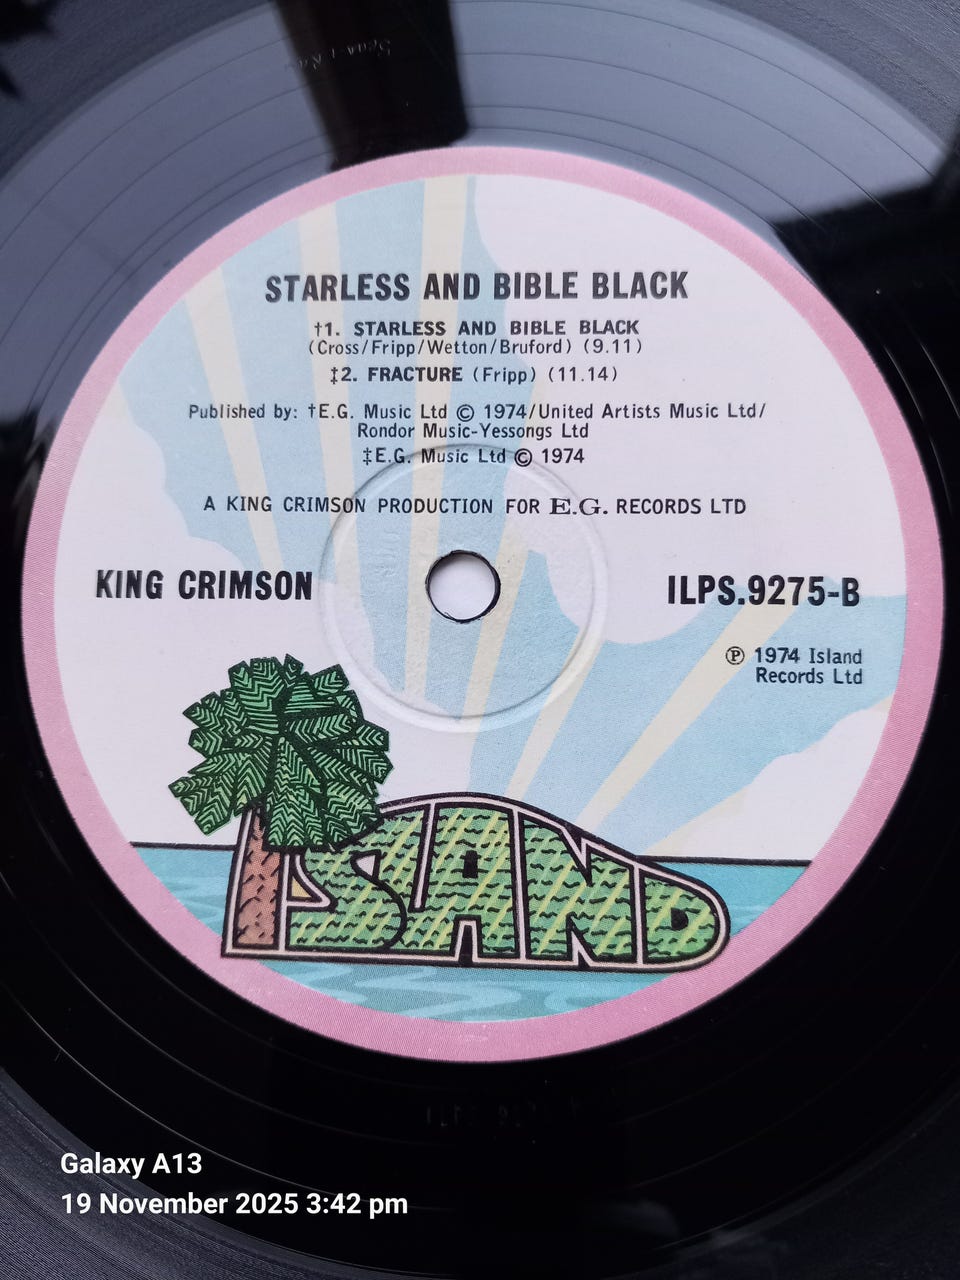 STARLESS AND BIBLE BLACK
†1. STARLESS AND BIBLE BLACK
(Cross/Fripp/Wetton/Bruford) (9.11)
‡2. FRACTURE (Fripp) (11.14)
Published by: †E.G. Music Ltd © 1974/United Artists Music Ltd/
Rondor Music-Yessongs Ltd
‡E.G. Music Ltd © 1974
A KING CRIMSON PRODUCTION FOR E.G. RECORDS LTD
KING CRIMSON
ILPS.9275-B
℗ 1974 Island
Records Ltd
ISLAND
Galaxy A13
19 November 2025 3:42 pm